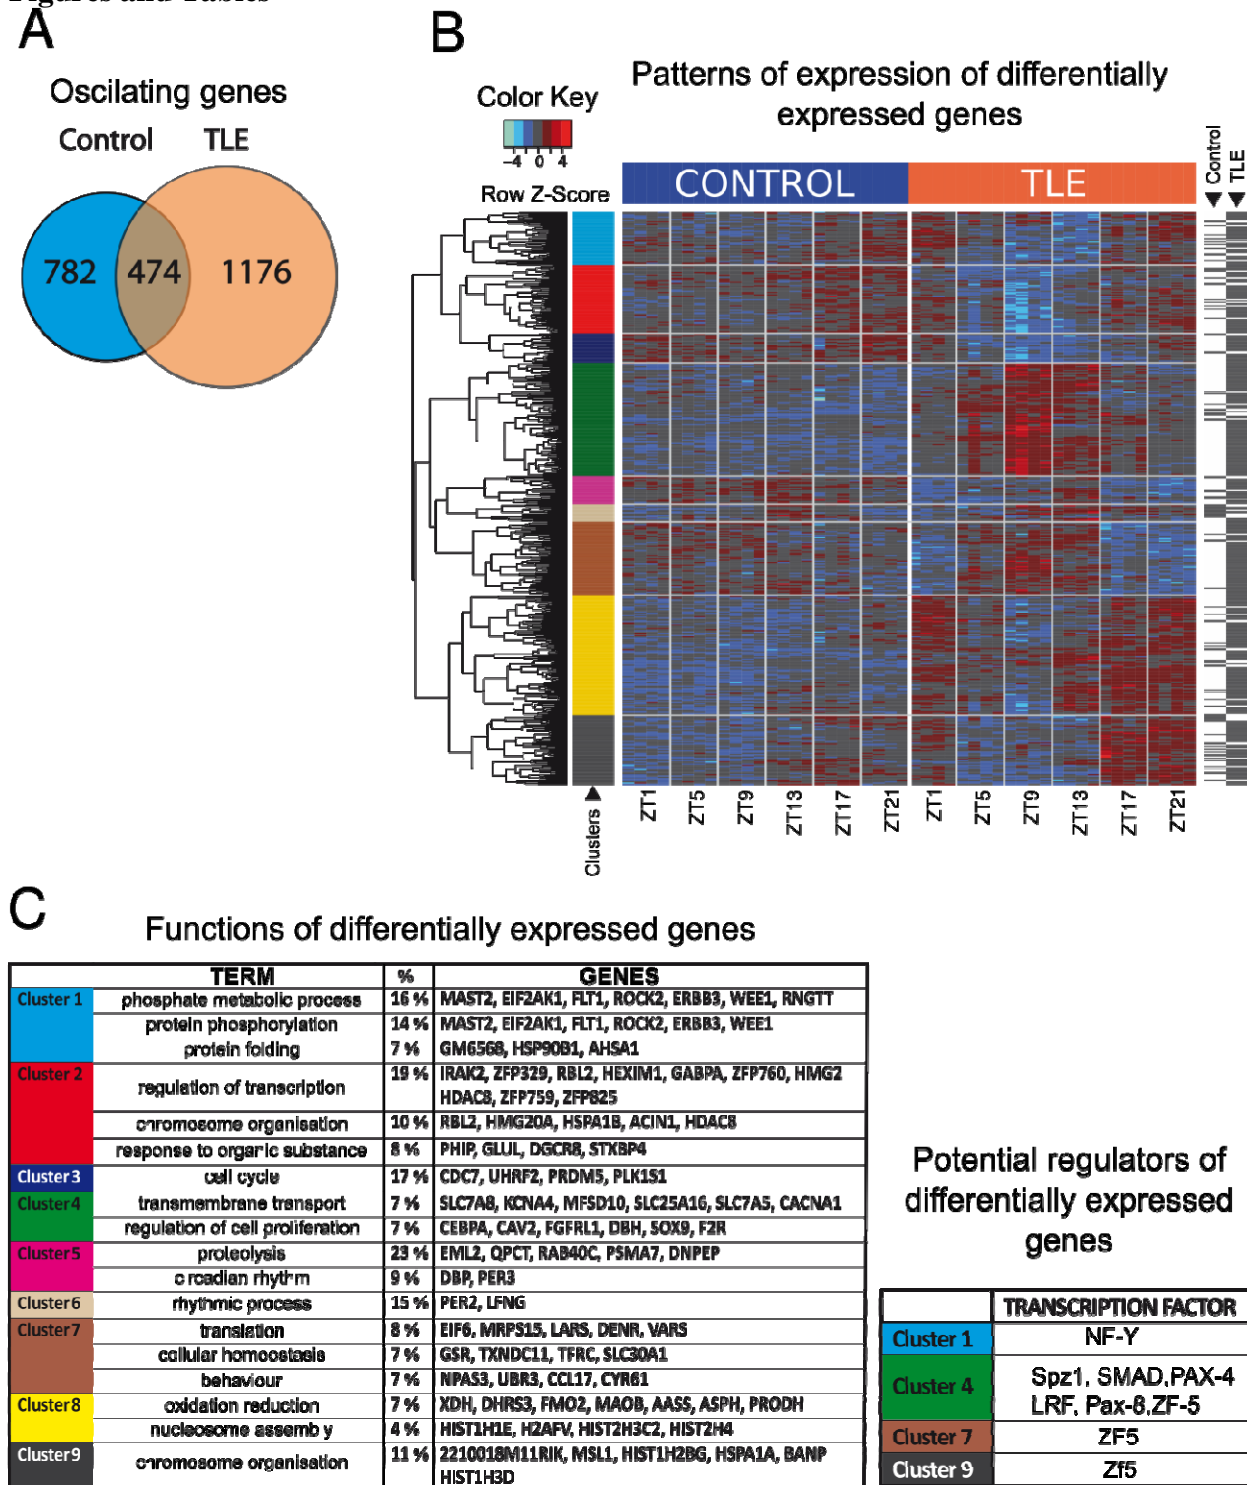 Figures and Tables
A
Oscilating genes
Control TLE
782 474 1176
B
Patterns of expression of differentially
expressed genes
Color Key
-4 0 4
Row Z-Score
CONTROL TLE
Control
TLE
Clusters
ZT1 ZT5 ZT9 ZT13 ZT17 ZT21 ZT1 ZT5 ZT9 ZT13 ZT17 ZT21
C
Functions of differentially expressed genes
TERM % GENES
Cluster 1 phosphate metabolic process 16 % MAST2, EIF2AK1, FLT1, ROCK2, ERBB3, WEE1, RNGTT
protein phosphorylation 14 % MAST2, EIF2AK1, FLT1, ROCK2, ERBB3, WEE1
protein folding 7 % GM6568, HSP90B1, AHSA1
Cluster 2 regulation of transcription 19 % IRAK2, ZFP329, RBL2, HEXIM1, GABPA, ZFP760, HMG2
HDAC8, ZFP759, ZFP825
chromosome organisation 10 % RBL2, HMG20A, HSPA1B, ACIN1, HDAC8
response to organic substance 8 % PHIP, GLUL, DGCR8, STXBP4
Cluster 3 cell cycle 17 % CDC7, UHRF2, PRDM5, PLK1S1
Cluster 4 transmembrane transport 7 % SLC7A8, KCNA4, MFSD10, SLC25A16, SLC7A5, CACNA1
regulation of cell proliferation 7 % CEBPA, CAV2, FGFRL1, DBH, SOX9, F2R
Cluster 5 proteolysis 23 % EML2, QPCT, RAB40C, PSMA7, DNPEP
circadian rhythm 9 % DBP, PER3
Cluster 6 rhythmic process 15 % PER2, LFNG
Cluster 7 translation 8 % EIF6, MRPS15, LARS, DENR, VARS
cellular homeostasis 7 % GSR, TXNDC11, TFRC, SLC30A1
behaviour 7 % NPAS3, UBR3, CCL17, CYR61
Cluster 8 oxidation reduction 7 % XDH, DHRS3, FMO2, MAOB, AASS, ASPH, PRODH
nucleosome assembly 4 % HIST1H1E, H2AFV, HIST2H3C2, HIST2H4
Cluster 9 chromosome organisation 11 % 2210018M11RIK, MSL1, HIST1H2BG, HSPA1A, BANP
HIST1H3D
Potential regulators of
differentially expressed
genes
TRANSCRIPTION FACTOR
Cluster 1 NF-Y
Cluster 4 Spz1, SMAD,PAX-4
LRF, Pax-8,ZF-5
Cluster 7 ZF5
Cluster 9 Zf5